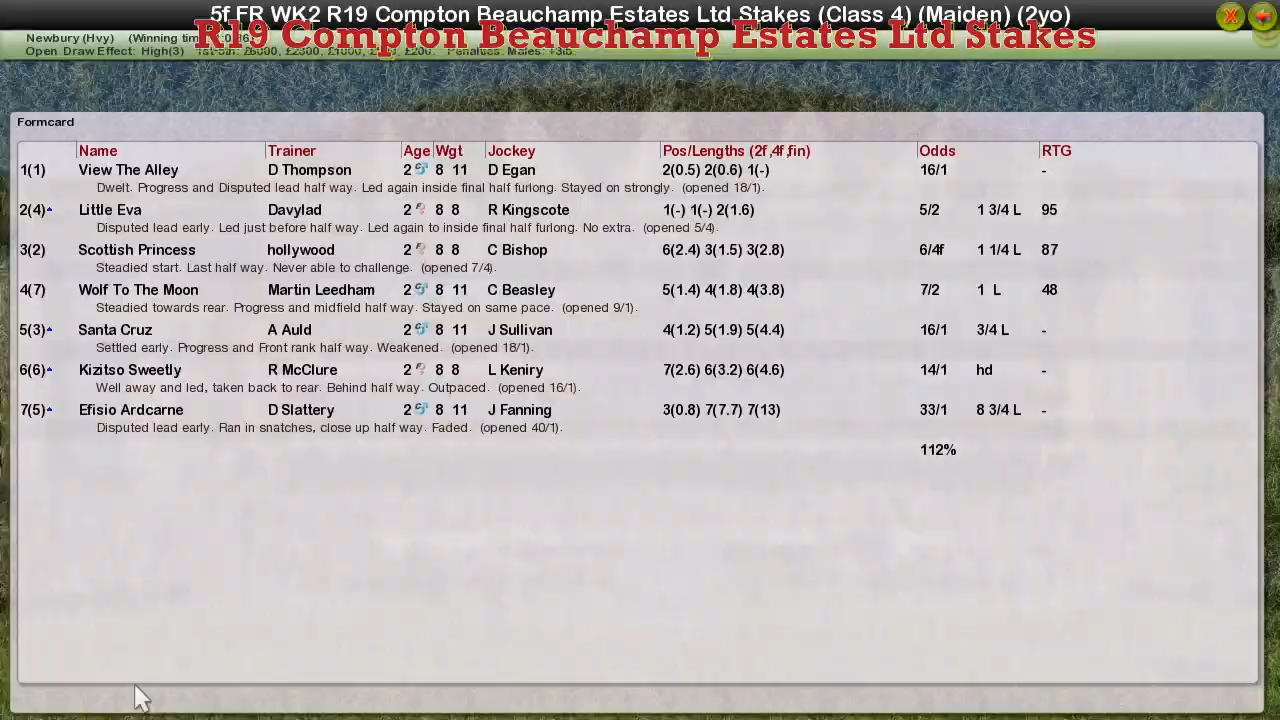 5f FR WK2 R19 Compton Beauchamp Estates Ltd Stakes (Class 4) (Maiden) (2yo)
R19 Compton Beauchamp Estates Ltd Stakes
Newbury (Hvy) (Winning
Open Draw Effect: High(3) 1st-5th: £6000, £2300, £1000, £200. Penalties: Males: +3lb.
Formcard
Name Trainer Age Wgt Jockey Pos/Lengths (2f,4f,fin) Odds RTG
1(1) View The Alley D Thompson 2 8 11 D Egan 2(0.5) 2(0.6) 1(-) 16/1 -
Dwelt. Progress and Disputed lead half way. Led again inside final half furlong. Stayed on strongly. (opened 18/1).
2(4) Little Eva Davylad 2 8 8 R Kingscote 1(-) 1(-) 2(1.6) 5/2 1 3/4 L 95
Disputed lead early. Led just before half way. Led again to inside final half furlong. No extra. (opened 5/4).
3(2) Scottish Princess hollywood 2 8 8 C Bishop 6(2.4) 3(1.5) 3(2.8) 6/4f 1 1/4 L 87
Steadied start. Last half way. Never able to challenge. (opened 7/4).
4(7) Wolf To The Moon Martin Leedham 2 8 11 C Beasley 5(1.4) 4(1.8) 4(3.8) 7/2 1 L 48
Steadied towards rear. Progress and midfield half way. Stayed on same pace. (opened 9/1).
5(3) Santa Cruz A Auld 2 8 11 J Sullivan 4(1.2) 5(1.9) 5(4.4) 16/1 3/4 L -
Settled early. Progress and Front rank half way. Weakened. (opened 18/1).
6(6) Kizitso Sweetly R McClure 2 8 8 L Keniry 7(2.6) 6(3.2) 6(4.6) 14/1 hd -
Well away and led, taken back to rear. Behind half way. Outpaced. (opened 16/1).
7(5) Efisio Ardcarne D Slattery 2 8 11 J Fanning 3(0.8) 7(7.7) 7(13) 33/1 8 3/4 L -
Disputed lead early. Ran in snatches, close up half way. Faded. (opened 40/1).
112%